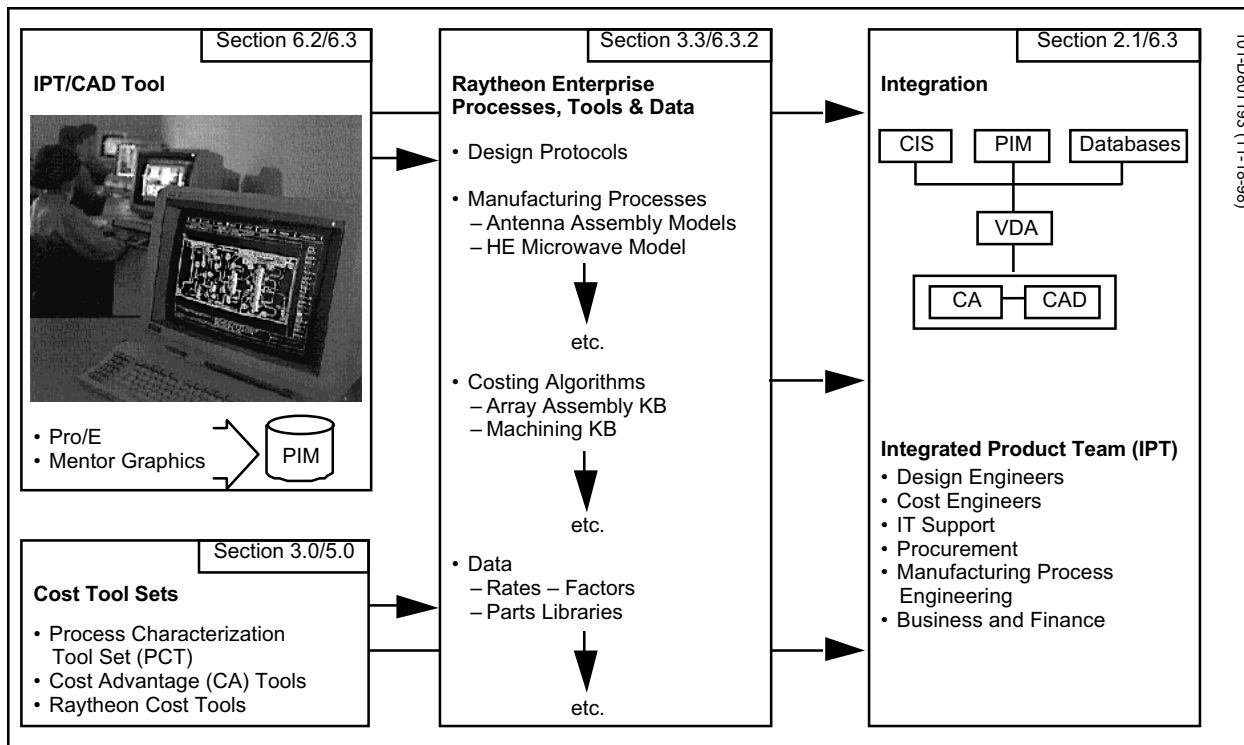 Section 6.2/6.3
IPT/CAD Tool
• Pro/E
• Mentor Graphics
PIM
Section 3.0/5.0
Cost Tool Sets
• Process Characterization
Tool Set (PCT)
• Cost Advantage (CA) Tools
• Raytheon Cost Tools
Section 3.3/6.3.2
Raytheon Enterprise
Processes, Tools & Data
• Design Protocols
• Manufacturing Processes
– Antenna Assembly Models
– HE Microwave Model
etc.
• Costing Algorithms
– Array Assembly KB
– Machining KB
etc.
• Data
– Rates – Factors
– Parts Libraries
etc.
Section 2.1/6.3
Integration
CIS PIM Databases
VDA
CA CAD
Integrated Product Team (IPT)
• Design Engineers
• Cost Engineers
• IT Support
• Procurement
• Manufacturing Process
Engineering
• Business and Finance